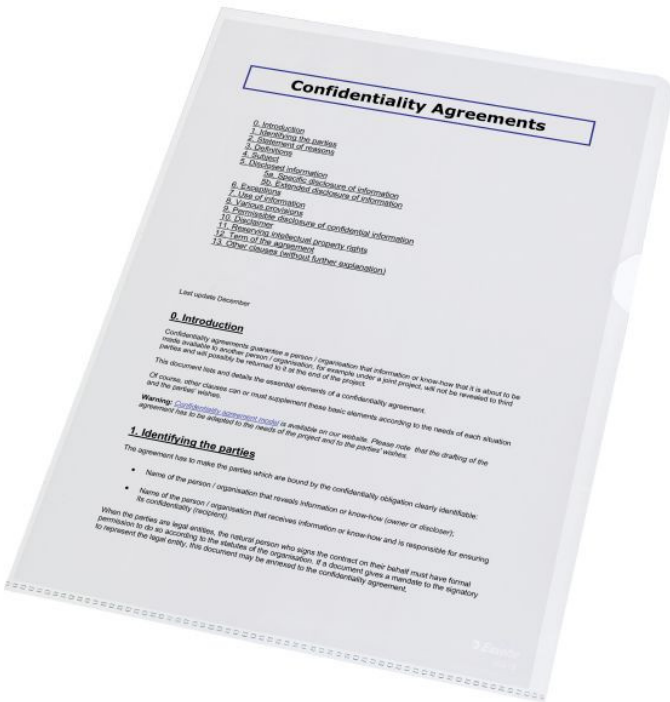 Confidentiality Agreements
0. Introduction
1. Identifying the parties
2. Statement of reasons
3. Definitions
4. Subject
5. Disclosed information
5a. Specific disclosure of information
5b. Extended disclosure of information
6. Exceptions
7. Use of information
8. Various provisions
9. Permissible disclosure of confidential information
10. Disclaimer
11. Reserving intellectual property rights
12. Term of the agreement
13. Other clauses (without further explanation)
Last update December
0. Introduction
Confidentiality agreements guarantee a person / organisation that information or know-how that it is about to be
made available to another person / organisation, for example under a joint project, will not be revealed to third
parties and will possibly be returned to it at the end of the project.
This document lists and details the essential elements of a confidentiality agreement.
Of course, other clauses can or must supplement these basic elements according to the needs of each situation
and the parties' wishes.
Warning: Confidentiality agreement model is available on our website. Please note that the drafting of the
agreement has to be adapted to the needs of the project and to the parties' wishes.
1. Identifying the parties
The agreement has to make the parties which are bound by the confidentiality obligation clearly identifiable:
• Name of the person / organisation that reveals information or know-how (owner or discloser);
• Name of the person / organisation that receives information or know-how and is responsible for ensuring
its confidentiality (recipient).
When the parties are legal entities, the natural person who signs the contract on their behalf must have formal
permission to do so according to the statutes of the organisation. If a document gives a mandate to the signatory
to represent the legal entity, this document may be annexed to the confidentiality agreement.